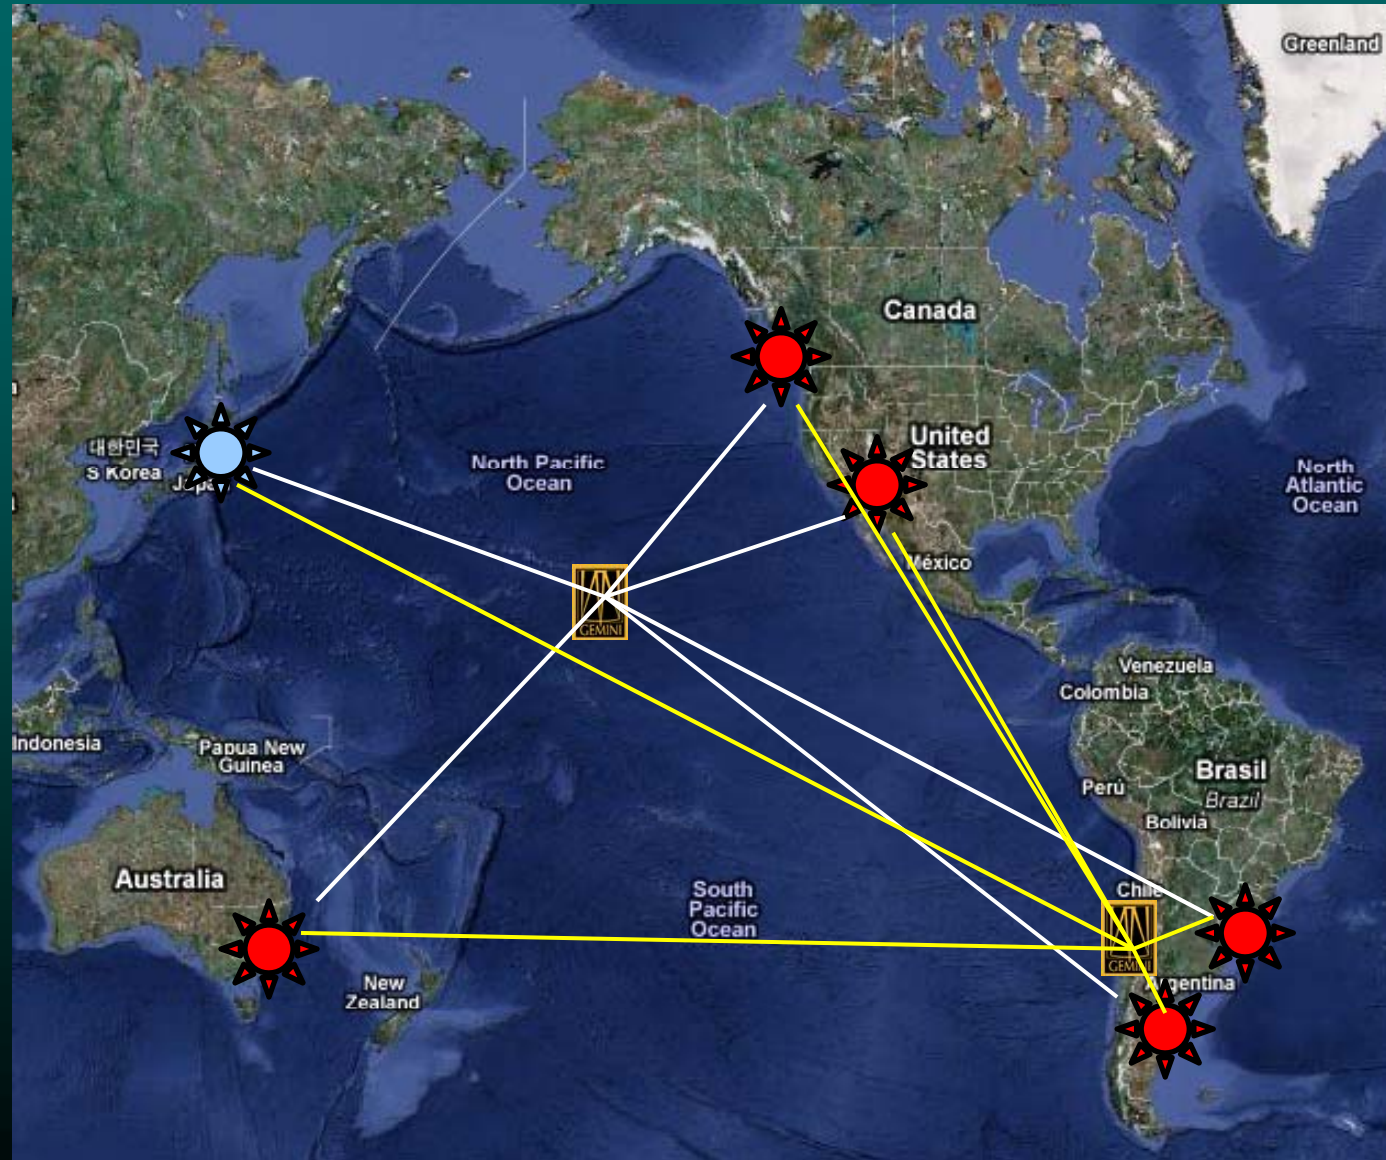 Greenland
Canada
United
States
대한민국
S Korea
North Pacific
Ocean
North
Atlantic
Ocean
México
GEMINI
Venezuela
Colombia
Indonesia
Papua New
Guinea
Brasil
Brazil
Perú
Bolivia
Australia
South
Pacific
Ocean
Chile
GEMINI
Argentina
New
Zealand